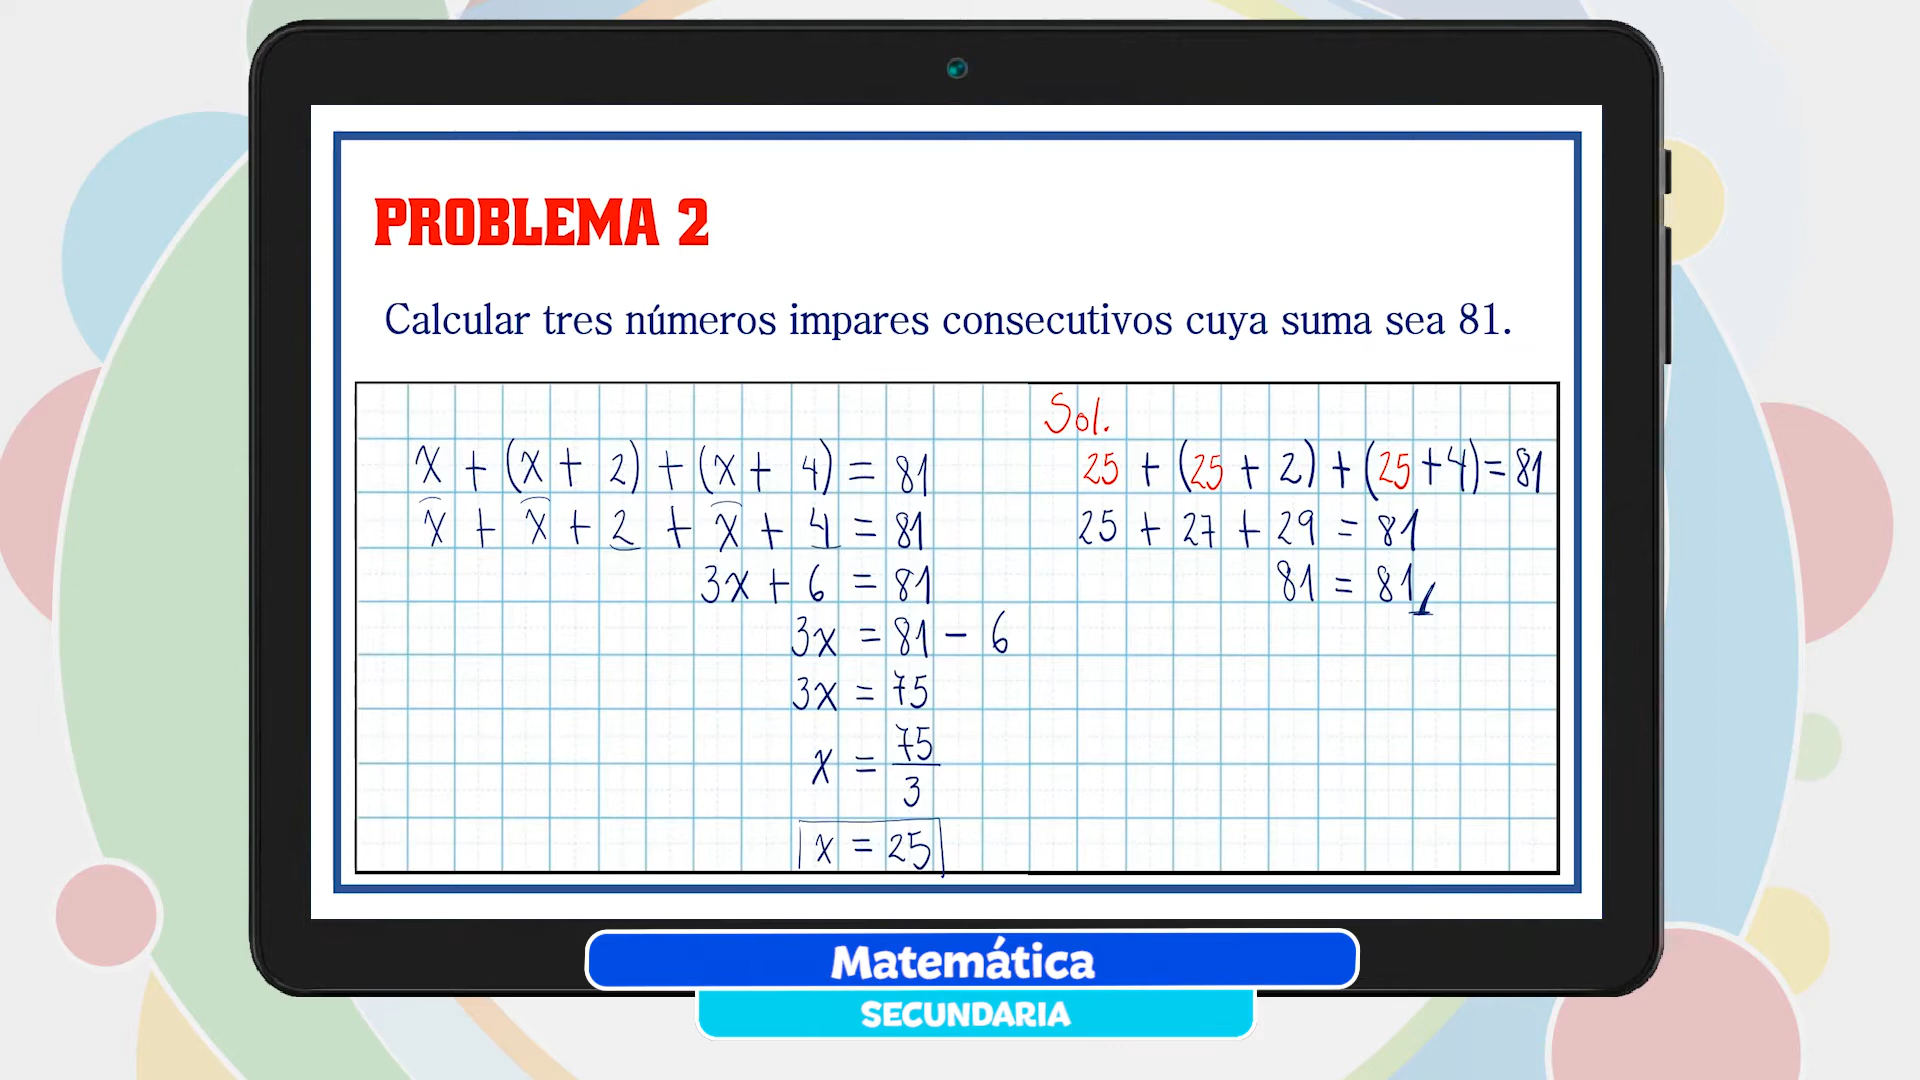 PROBLEMA 2
Calcular tres números impares consecutivos cuya suma sea 81.
x + (x + 2) + (x + 4) = 81
x + x + 2 + x + 4 = 81
3x + 6 = 81
3x = 81 - 6
3x = 75
x = 75/3
x = 25
Sol.
25 + (25 + 2) + (25 + 4) = 81
25 + 27 + 29 = 81
81 = 81
Matemática
SECUNDARIA